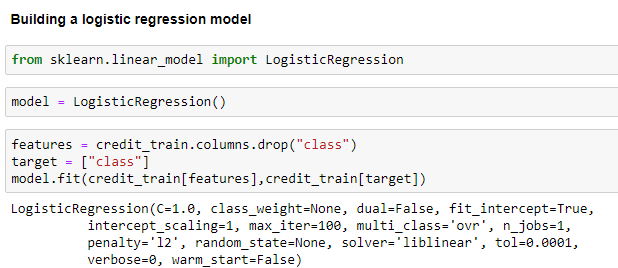 Building a logistic regression model
from sklearn.linear_model import LogisticRegression
model = LogisticRegression()
features = credit_train.columns.drop("class")
target = ["class"]
model.fit(credit_train[features],credit_train[target])
LogisticRegression(C=1.0, class_weight=None, dual=False, fit_intercept=True,
intercept_scaling=1, max_iter=100, multi_class='ovr', n_jobs=1,
penalty='l2', random_state=None, solver='liblinear', tol=0.0001,
verbose=0, warm_start=False)